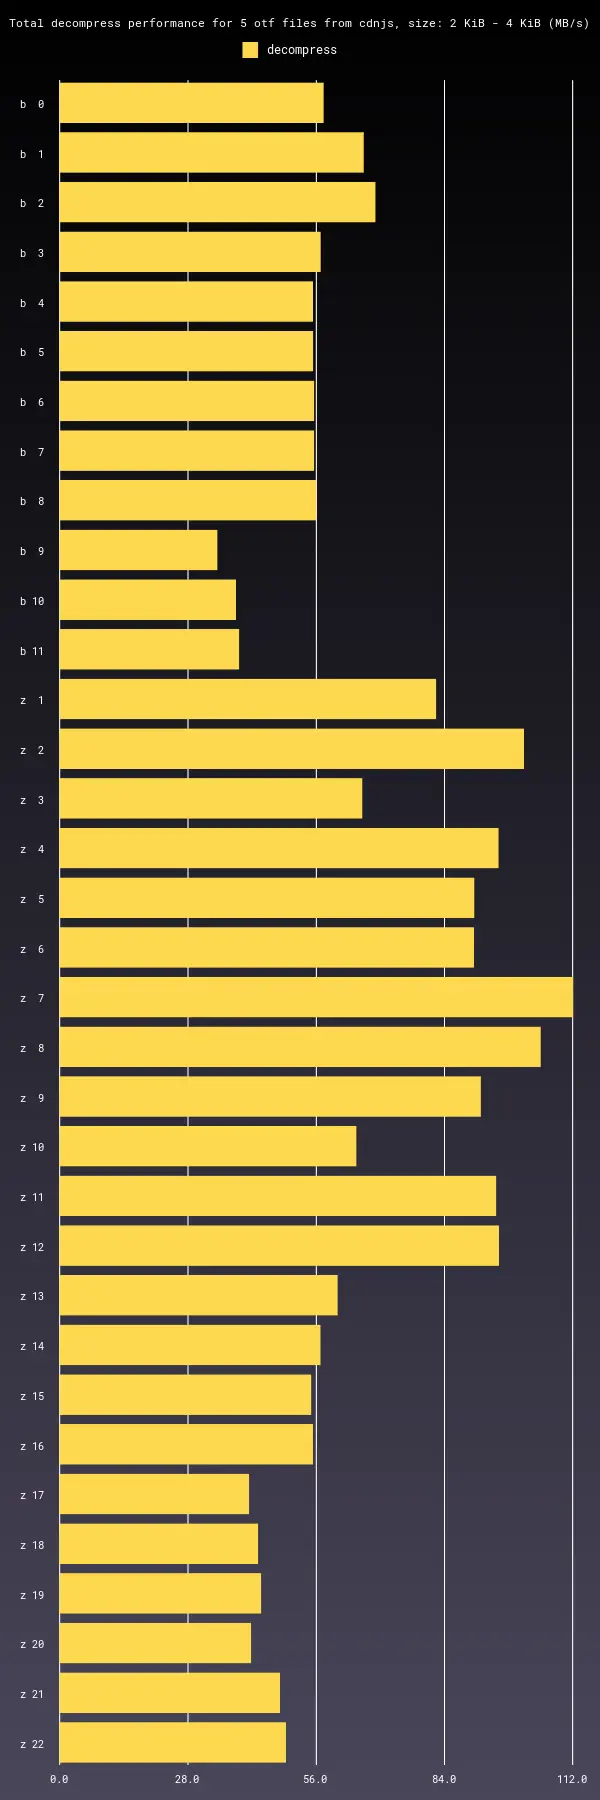 Total decompress performance for 5 otf files from cdnjs, size: 2 KiB - 4 KiB (MB/s)
decompress
b  0
b  1
b  2
b  3
b  4
b  5
b  6
b  7
b  8
b  9
b 10
b 11
z  1
z  2
z  3
z  4
z  5
z  6
z  7
z  8
z  9
z 10
z 11
z 12
z 13
z 14
z 15
z 16
z 17
z 18
z 19
z 20
z 21
z 22
0.0 28.0 56.0 84.0 112.0